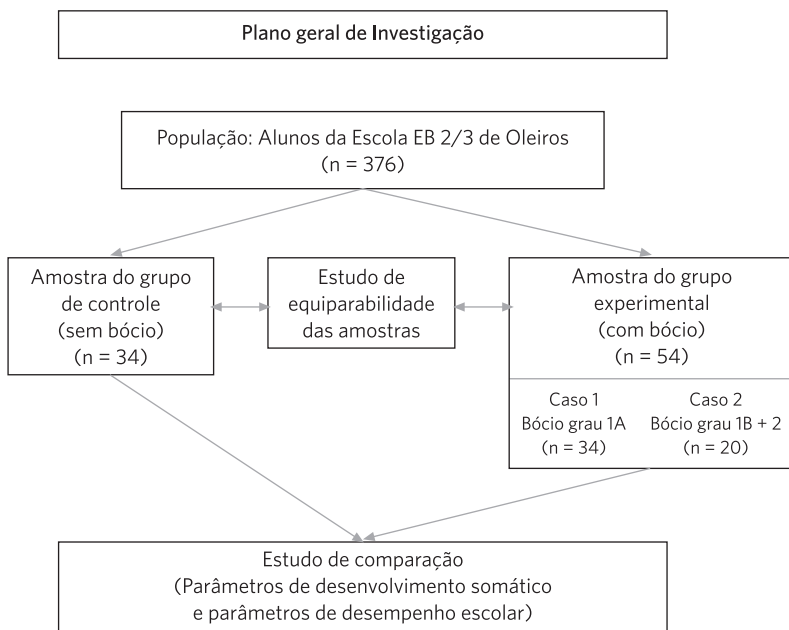 Plano geral de Investigação
População: Alunos da Escola EB 2/3 de Oleiros
(n = 376)
Amostra do grupo
de controle
(sem bócio)
(n = 34)
Estudo de
equiparabilidade
das amostras
Amostra do grupo
experimental
(com bócio)
(n = 54)
Caso 1
Bócio grau 1A
(n = 34)
Caso 2
Bócio grau 1B + 2
(n = 20)
Estudo de comparação
(Parâmetros de desenvolvimento somático
e parâmetros de desempenho escolar)